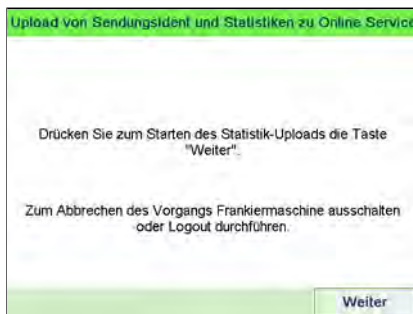 Upload von Sendungsident und Statistiken zu Online Service
Drücken Sie zum Starten des Statistik-Uploads die Taste
"Weiter".
Zum Abbrechen des Vorgangs Frankiermaschine ausschalten
oder Logout durchführen.
Weiter